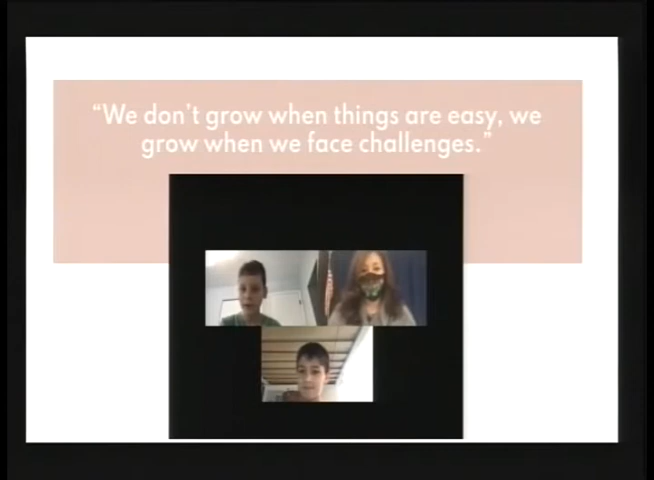 “We don’t grow when things are easy, we
grow when we face challenges.”